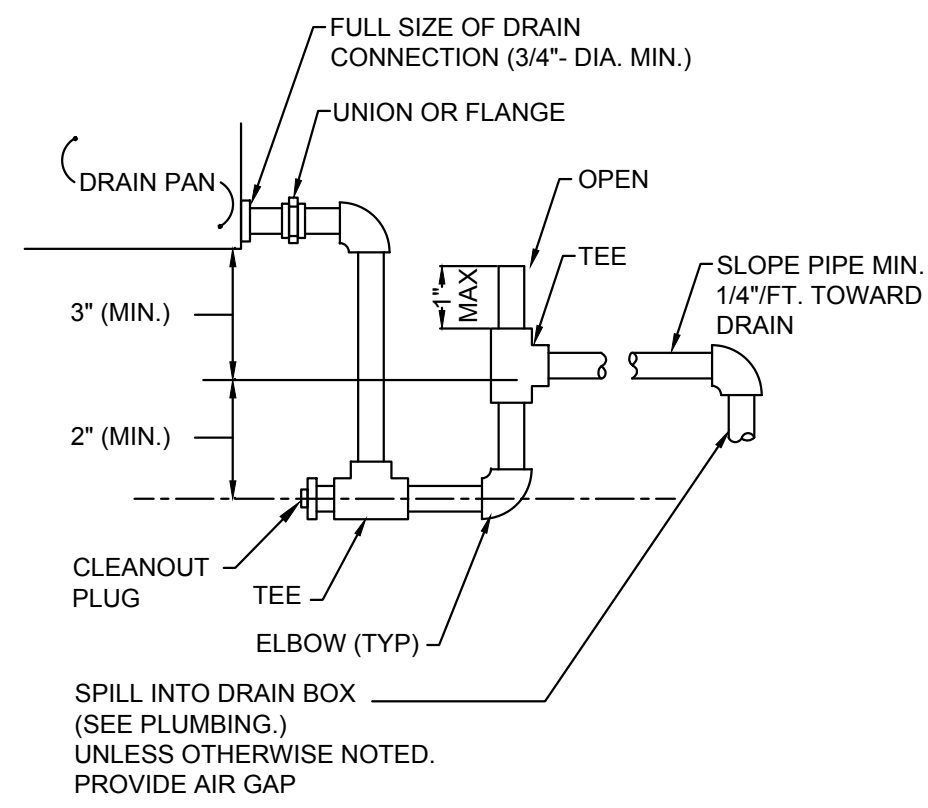 FULL SIZE OF DRAIN
CONNECTION (3/4"- DIA. MIN.)
UNION OR FLANGE
DRAIN PAN
OPEN
TEE
1"
MAX
SLOPE PIPE MIN.
1/4"/FT. TOWARD
DRAIN
3" (MIN.)
2" (MIN.)
CLEANOUT
PLUG
TEE
ELBOW (TYP)
SPILL INTO DRAIN BOX
(SEE PLUMBING.)
UNLESS OTHERWISE NOTED.
PROVIDE AIR GAP